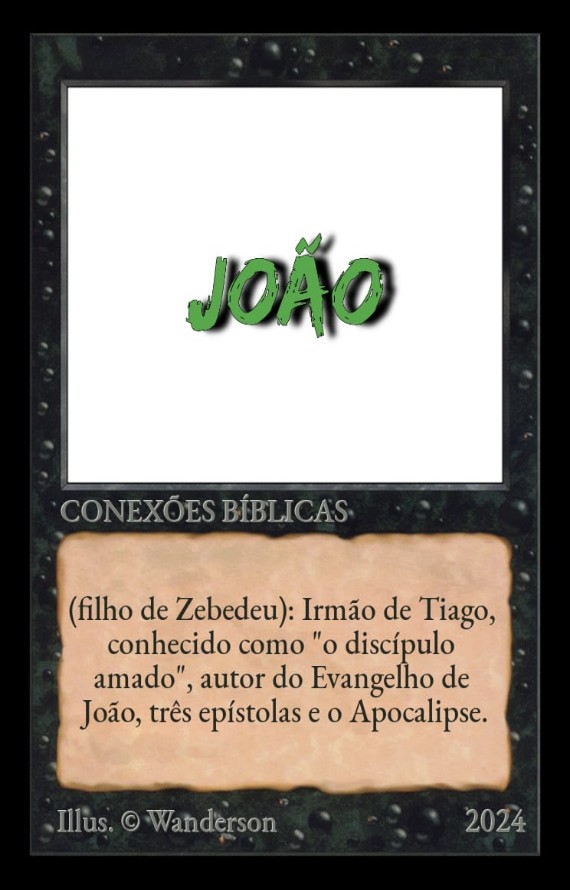 JOÃO
CONEXÕES BÍBLICAS
(filho de Zebedeu): Irmão de Tiago,
conhecido como "o discípulo
amado", autor do Evangelho de
João, três epístolas e o Apocalipse.
Illus. © Wanderson
2024